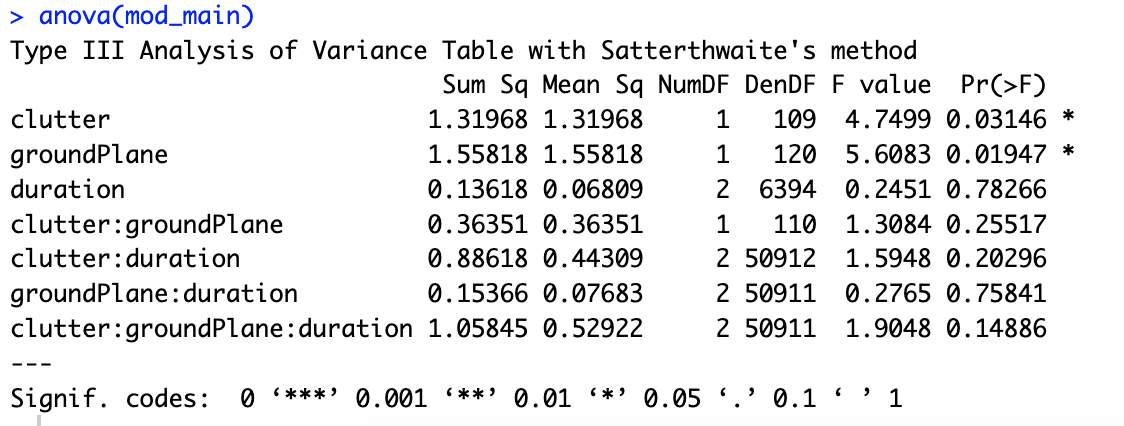 > anova(mod_main)
Type III Analysis of Variance Table with Satterthwaite's method
                         Sum Sq Mean Sq NumDF DenDF F value  Pr(>F)
clutter                     1.31968 1.31968     1   109  4.7499 0.03146 *
groundPlane                 1.55818 1.55818     1   120  5.6083 0.01947 *
duration                    0.13618 0.06809     2  6394  0.2451 0.78266
clutter:groundPlane         0.36351 0.36351     1   110  1.3084 0.25517
clutter:duration            0.88618 0.44309     2 50912  1.5948 0.20296
groundPlane:duration        0.15366 0.07683     2 50911  0.2765 0.75841
clutter:groundPlane:duration 1.05845 0.52922     2 50911  1.9048 0.14886
---
Signif. codes:  0 ‘***’ 0.001 ‘**’ 0.01 ‘*’ 0.05 ‘.’ 0.1 ‘ ’ 1